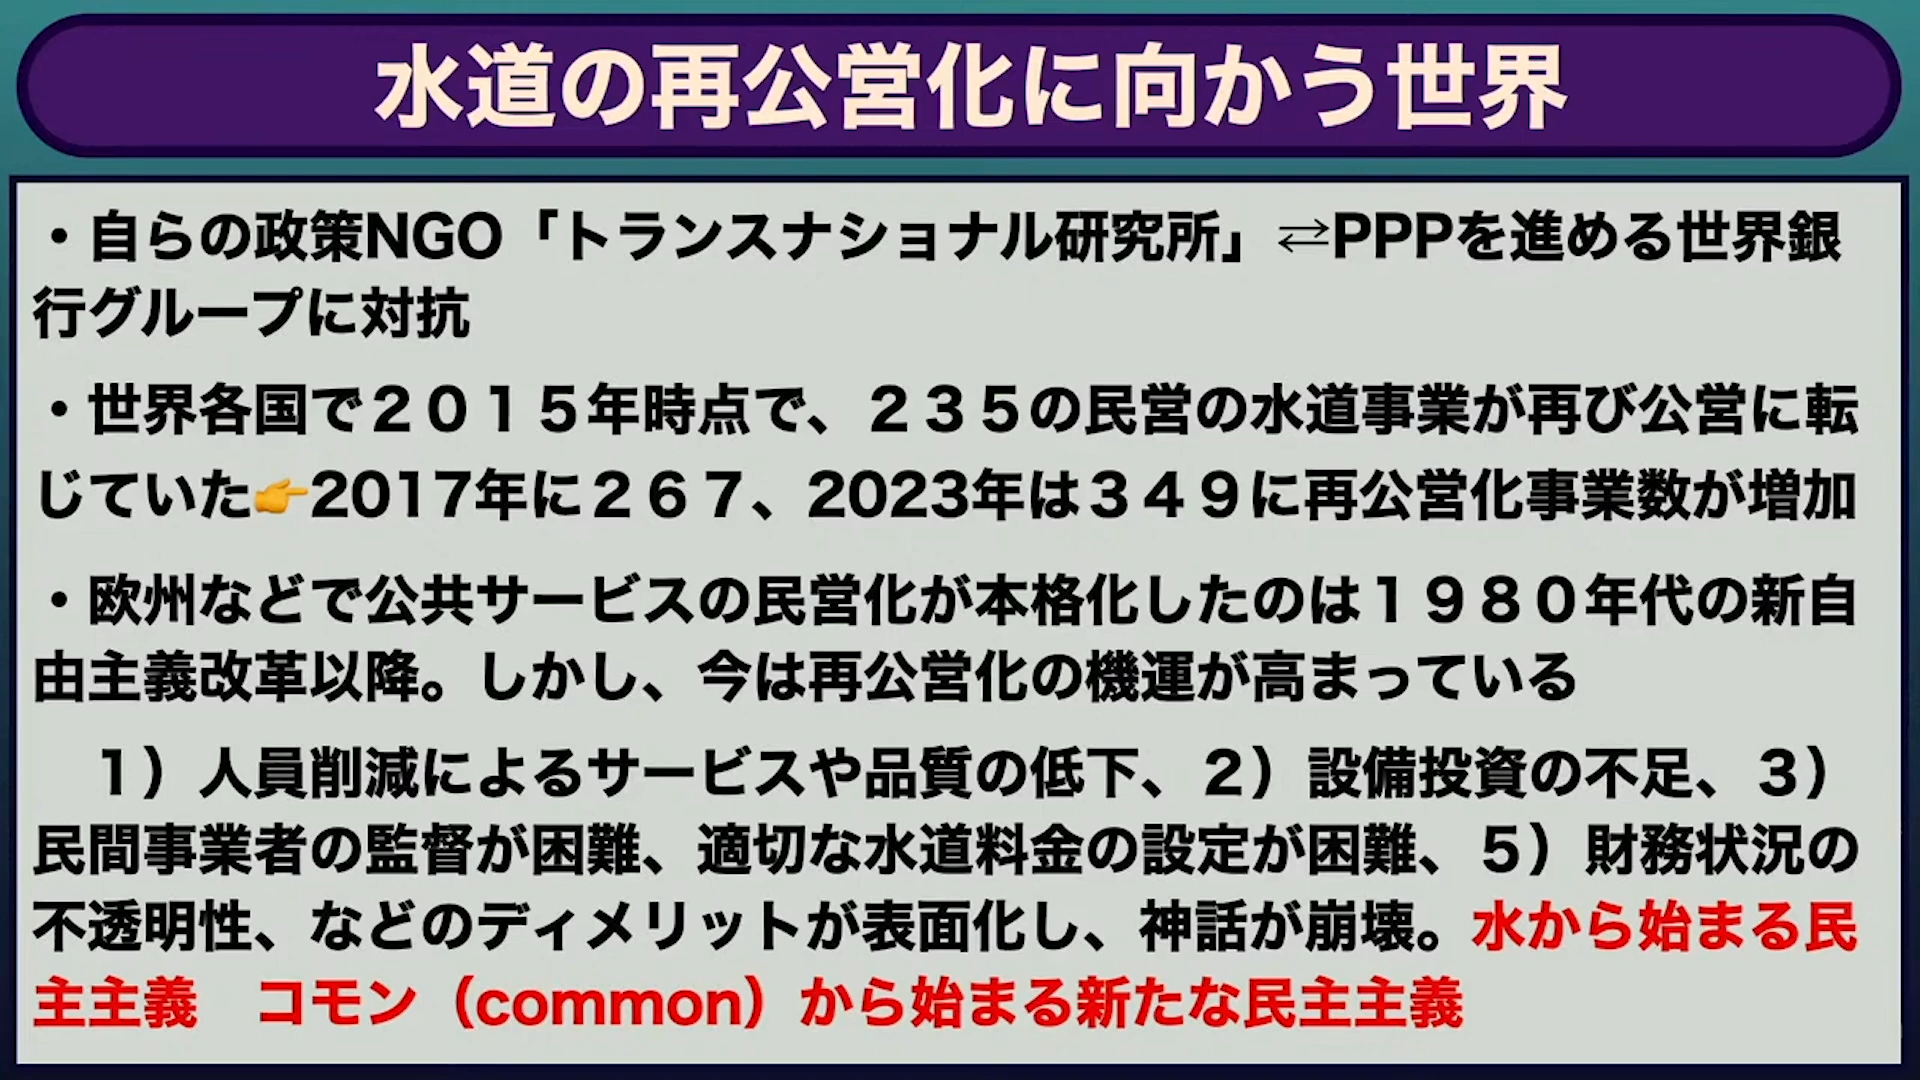 水道の再公営化に向かう世界
・自らの政策NGO「トランスナショナル研究所」⇄PPPを進める世界銀
行グループに対抗
・世界各国で２０１５年時点で、２３５の民営の水道事業が再び公営に転
じていた👉2017年に２６７、2023年は３４９に再公営化事業数が増加
・欧州などで公共サービスの民営化が本格化したのは１９８０年代の新自
由主義改革以降。しかし、今は再公営化の機運が高まっている
　１）人員削減によるサービスや品質の低下、２）設備投資の不足、３）
民間事業者の監督が困難、適切な水道料金の設定が困難、５）財務状況の
不透明性、などのディメリットが表面化し、神話が崩壊。水から始まる民
主主義　コモン（common）から始まる新たな民主主義